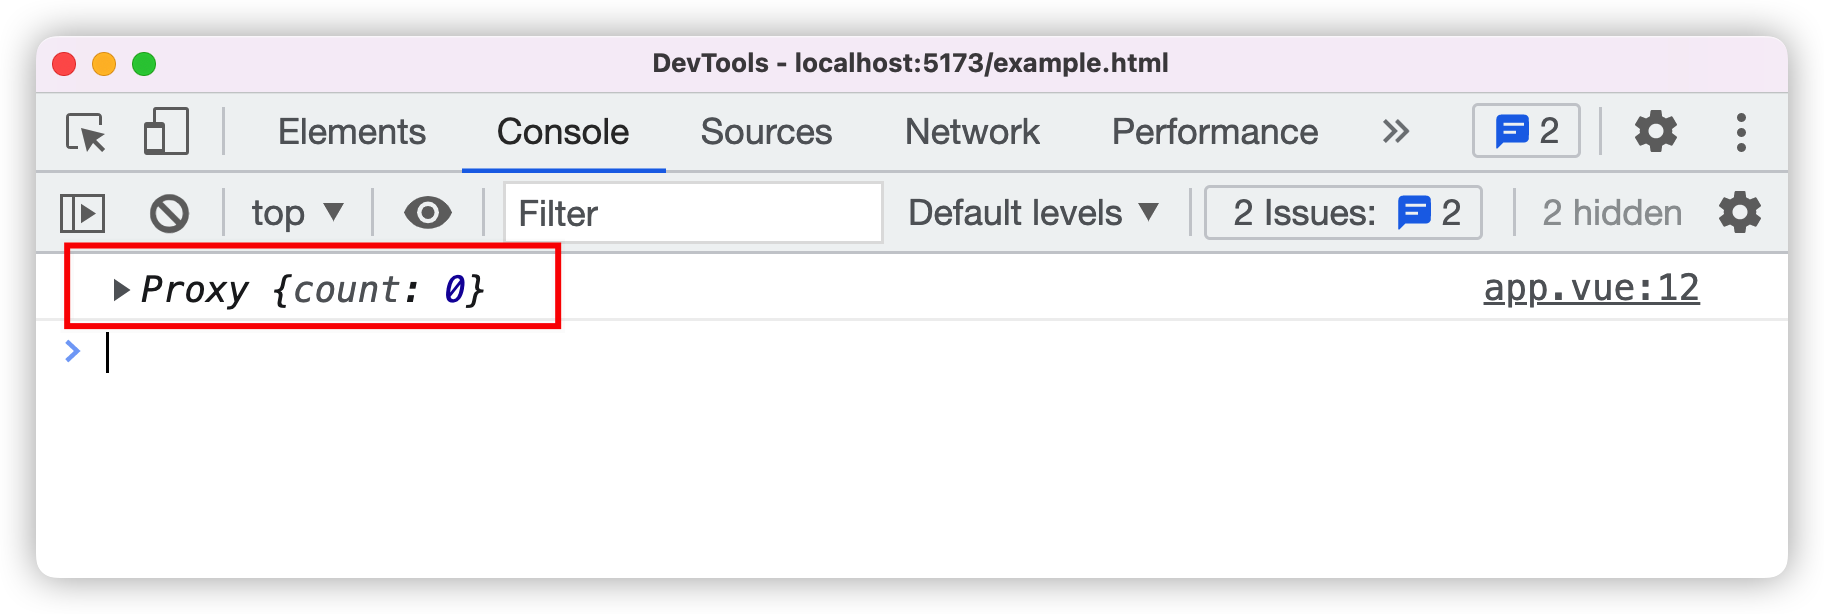 DevTools - localhost:5173/example.html
Elements Console Sources Network Performance 2
top Filter Default levels 2 Issues: 2 2 hidden
Proxy {count: 0} app.vue:12